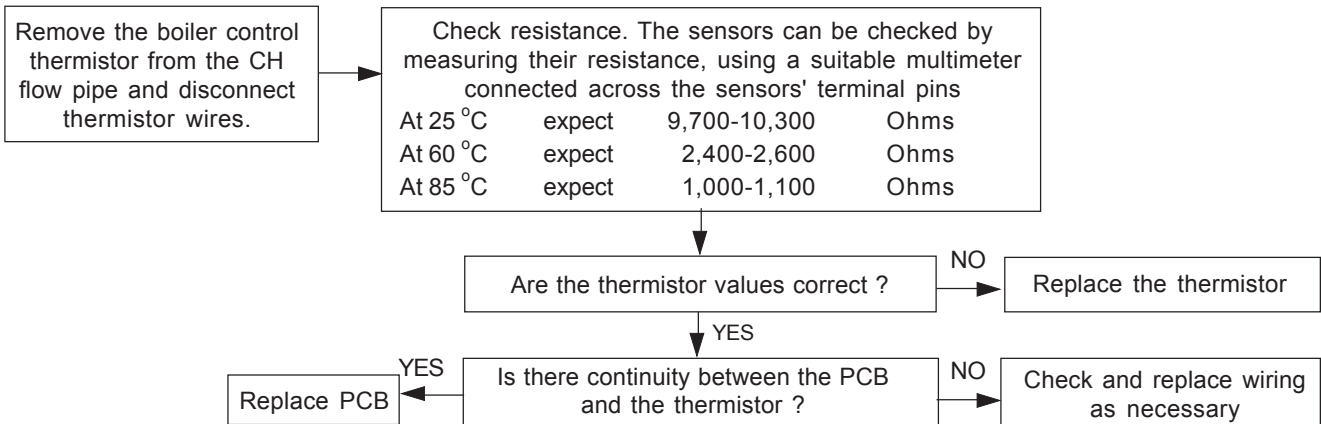 Remove the boiler control
thermistor from the CH
flow pipe and disconnect
thermistor wires.
Check resistance. The sensors can be checked by
measuring their resistance, using a suitable multimeter
connected across the sensors' terminal pins
At 25 °C expect 9,700-10,300 Ohms
At 60 °C expect 2,400-2,600 Ohms
At 85 °C expect 1,000-1,100 Ohms
Are the thermistor values correct ?
NO
Replace the thermistor
YES
Is there continuity between the PCB
and the thermistor ?
YES
Replace PCB
NO
Check and replace wiring
as necessary